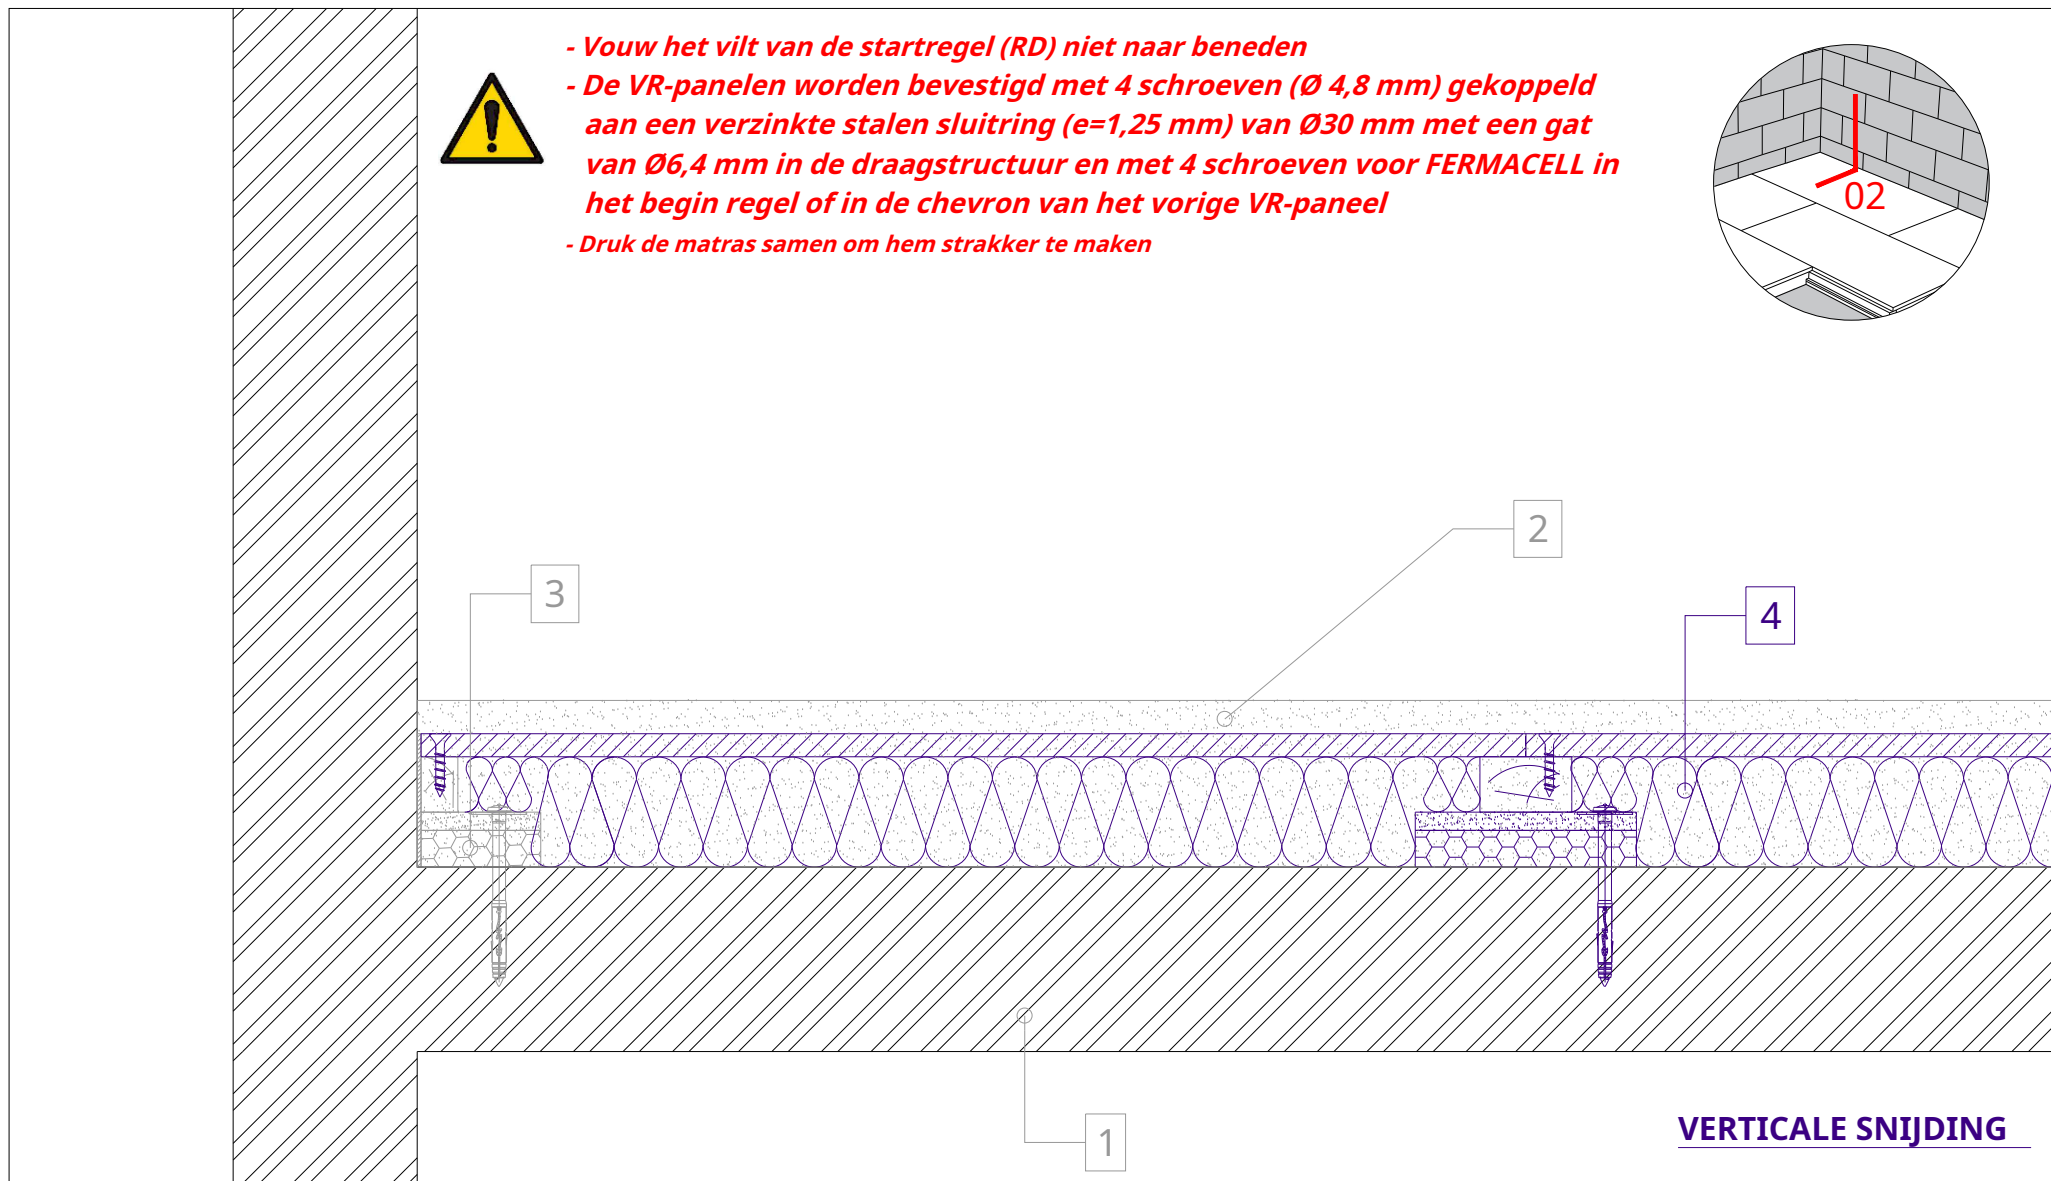 - Vouw het vilt van de startregel (RD) niet naar beneden
- De VR-panelen worden bevestigd met 4 schroeven (Ø 4,8 mm) gekoppeld
aan een verzinkte stalen sluitring (e=1,25 mm) van Ø30 mm met een gat
van Ø6,4 mm in de draagstructuur en met 4 schroeven voor FERMACELL in
het begin regel of in de chevron van het vorige VR-paneel
- Druk de matras samen om hem strakker te maken
02
2
3
4
1
VERTICALE SNIJDING